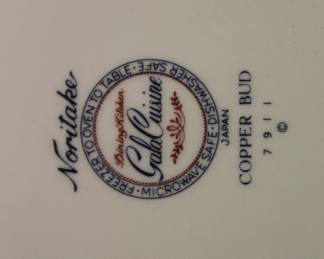 Noritake
FREEZER TO OVEN TO TABLE · DISHWASHER SAFE · MICROWAVE SAFE ·
Dining Kitchen
Gala Cuisine
JAPAN
COPPER BUD
7911
©